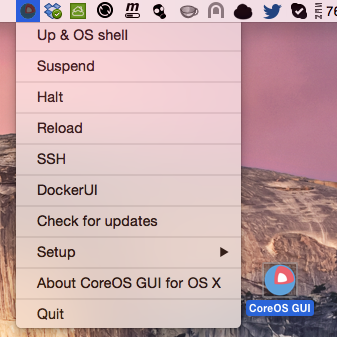 76
Up & OS shell
Suspend
Halt
Reload
SSH
DockerUI
Check for updates
Setup
About CoreOS GUI for OS X
Quit
CoreOS GUI